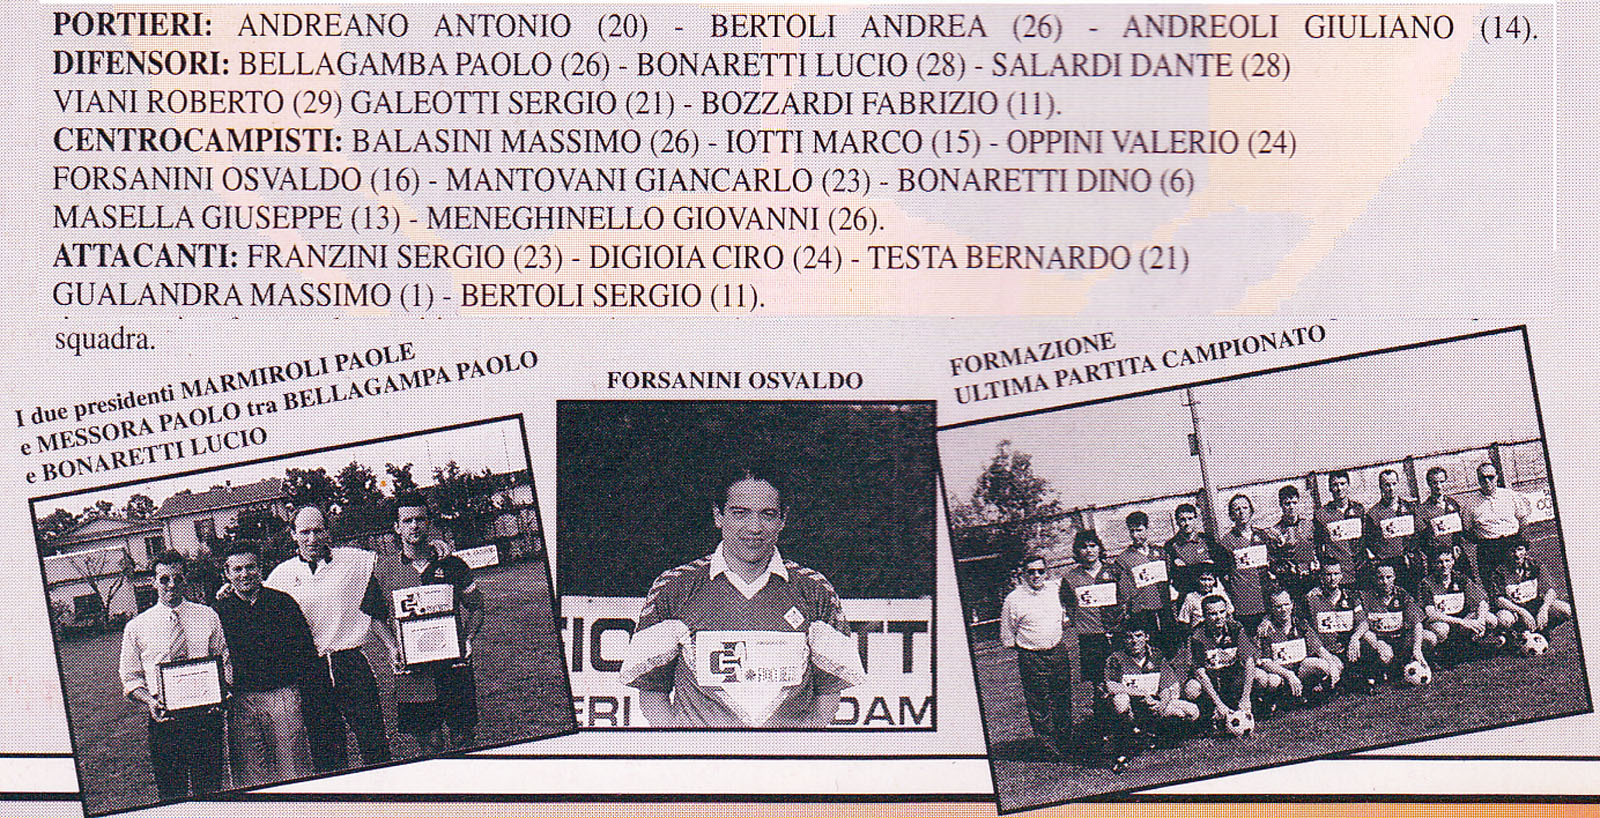 PORTIERI: ANDREANO ANTONIO (20) - BERTOLI ANDREA (26) - ANDREOLI GIULIANO (14).
DIFENSORI: BELLAGAMBA PAOLO (26) - BONARETTI LUCIO (28) - SALARDI DANTE (28)
VIANI ROBERTO (29) GALEOTTI SERGIO (21) - BOZZARDI FABRIZIO (11).
CENTROCAMPISTI: BALASINI MASSIMO (26) - IOTTI MARCO (15) - OPPINI VALERIO (24)
FORSANINI OSVALDO (16) - MANTOVANI GIANCARLO (23) - BONARETTI DINO (6)
MASELLA GIUSEPPE (13) - MENEGHINELLO GIOVANNI (26).
ATTACANTI: FRANZINI SERGIO (23) - DIGIOIA CIRO (24) - TESTA BERNARDO (21)
GUALANDRA MASSIMO (1) - BERTOLI SERGIO (11).
squadra.
I due presidenti MARMIROLI PAOLE
e MESSORA PAOLO tra BELLAGAMPA PAOLO
e BONARETTI LUCIO
FORSANINI OSVALDO
FORMAZIONE
ULTIMA PARTITA CAMPIONATO
TIC
TT
ERI
DAM